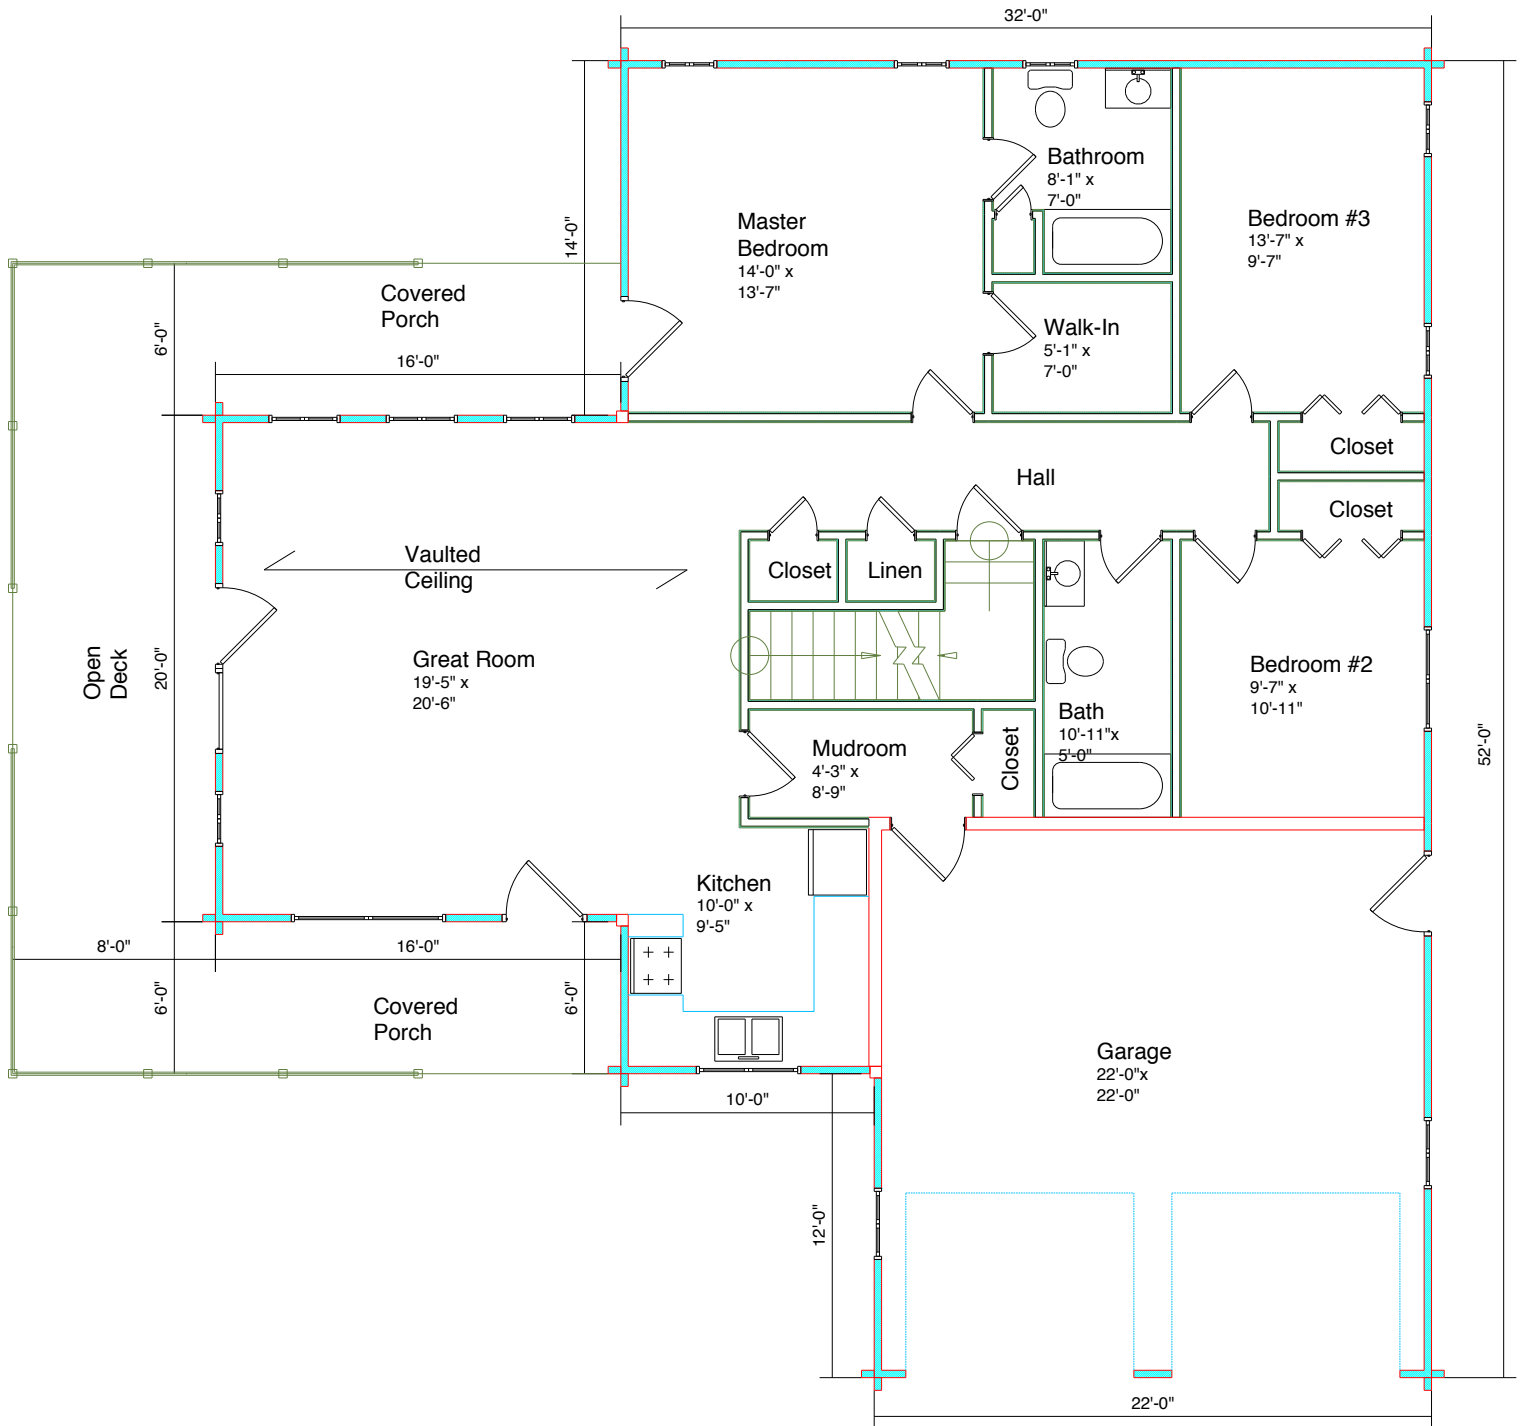 32'-0"
Bathroom
8'-1" x
7'-0"
Master
Bedroom
14'-0" x
13'-7"
Bedroom #3
13'-7" x
9'-7"
14'-0"
Covered
Porch
6'-0"
16'-0"
Walk-In
5'-1" x
7'-0"
Closet
Hall
Closet
Vaulted
Ceiling
Closet
Linen
Open
Deck
20'-0"
Great Room
19'-5" x
20'-6"
Bedroom #2
9'-7" x
10'-11"
Bath
10'-11"x
5'-0"
Mudroom
4'-3" x
8'-9"
Closet
52'-0"
Kitchen
10'-0" x
9'-5"
8'-0"
16'-0"
6'-0"
Covered
Porch
6'-0"
Garage
22'-0"x
22'-0"
10'-0"
12'-0"
22'-0"